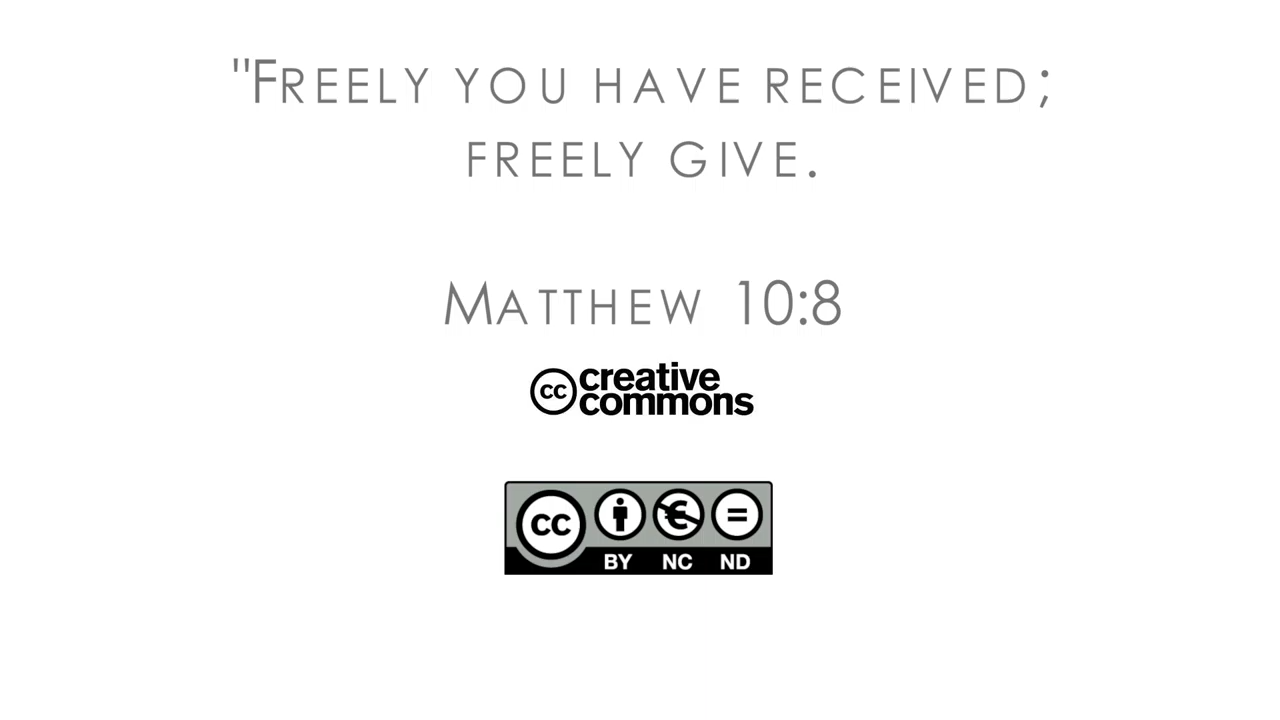 "FREELY YOU HAVE RECEIVED;
FREELY GIVE.
MATTHEW 10:8
cc creative
commons
cc
BY NC ND